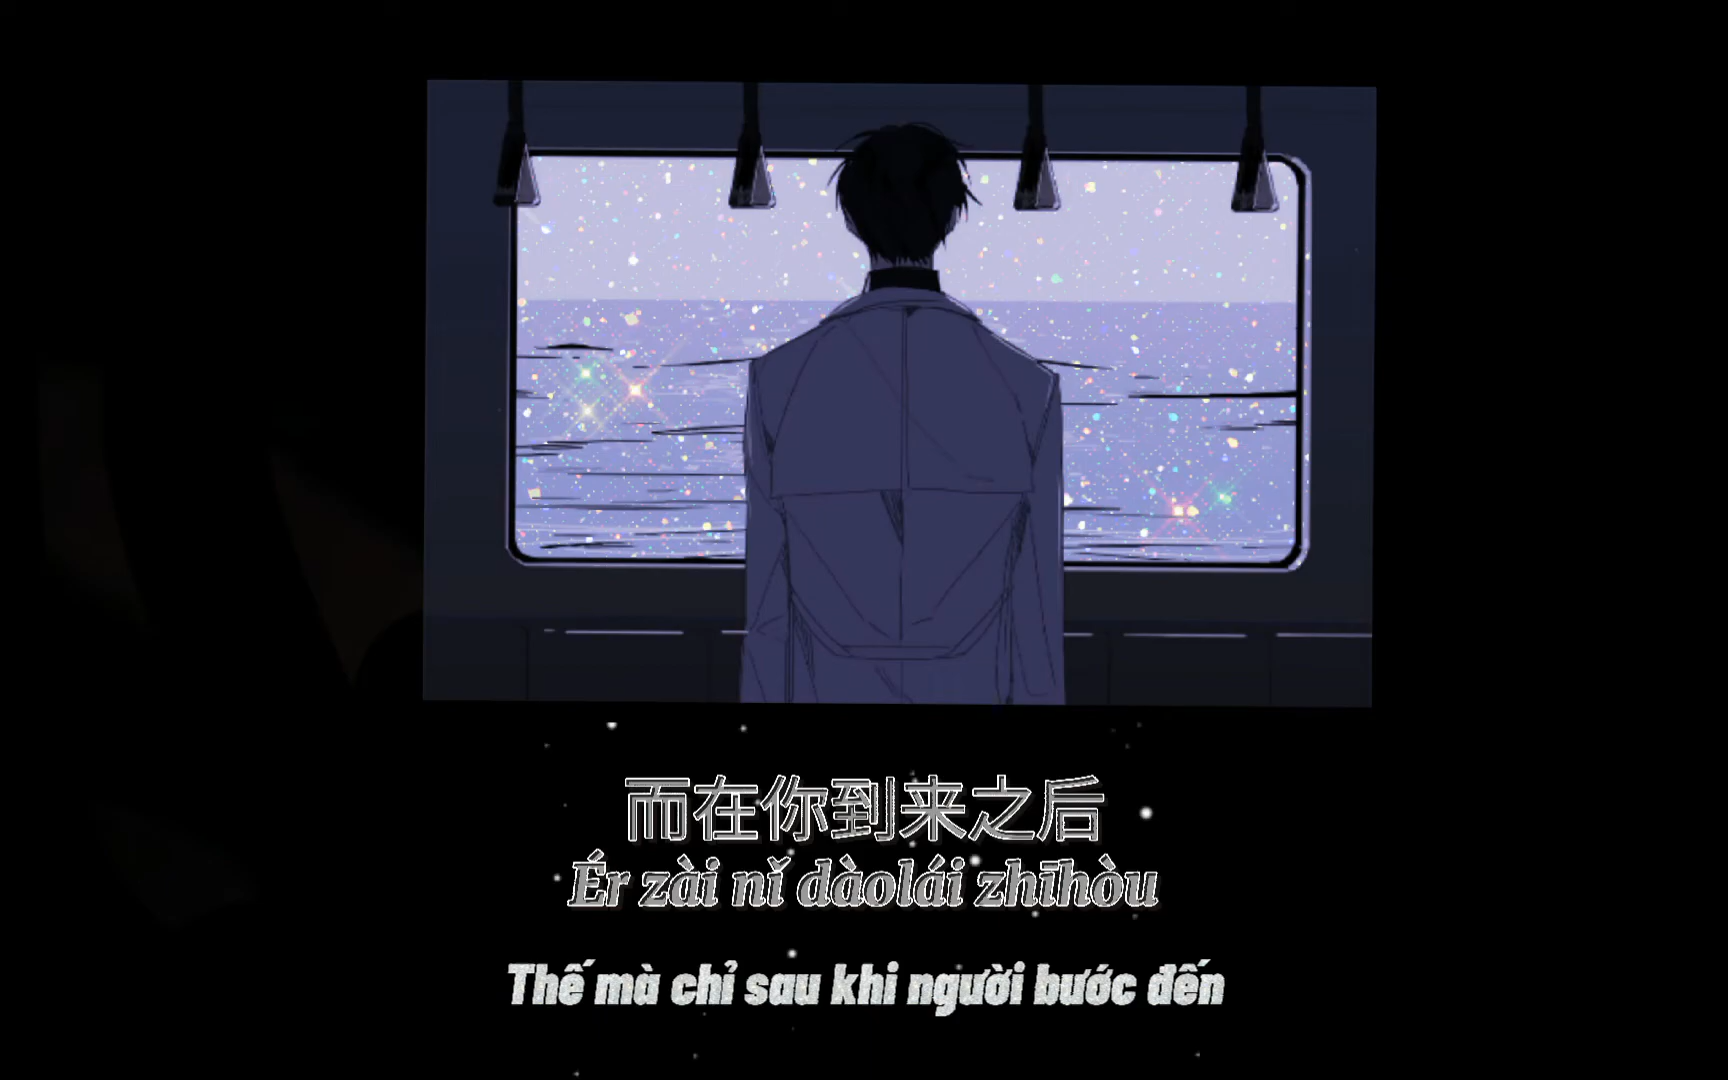 而在你到来之后
Ér zài nǐ dàolái zhīhòu
Thế mà chỉ sau khi người bước đến